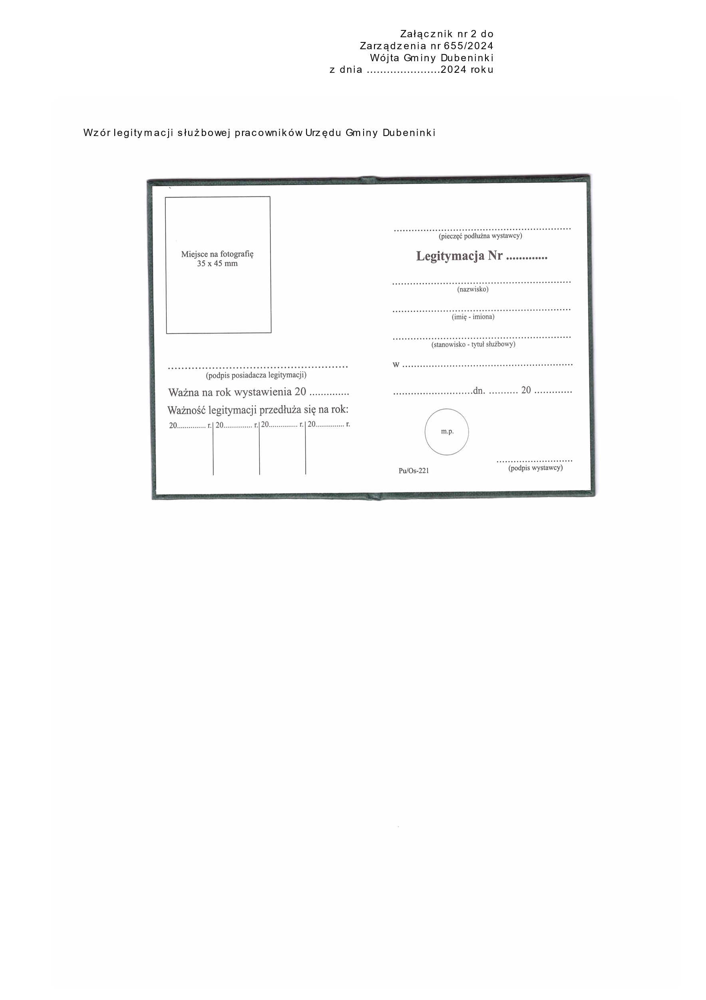 Załącznik nr 2 do
Zarządzenia nr 655/2024
Wójta Gminy Dubeninki
z dnia ......................2024 roku
Wzór legitymacji służbowej pracowników Urzędu Gminy Dubeninki
Miejsce na fotografię
35 x 45 mm
......................................................
(podpis posiadacza legitymacji)
Ważna na rok wystawienia 20 ..............
Ważność legitymacji przedłuża się na rok:
20............... r. 20............... r. 20............... r. 20............... r.
............................................................
(pieczęć podłużna wystawcy)
Legitymacja Nr .............
............................................................
(nazwisko)
............................................................
(imię - imiona)
............................................................
(stanowisko - tytuł służbowy)
w ..........................................................
...........................dn. .......... 20 .............
m.p.
...........................
(podpis wystawcy)
Pu/Os-221